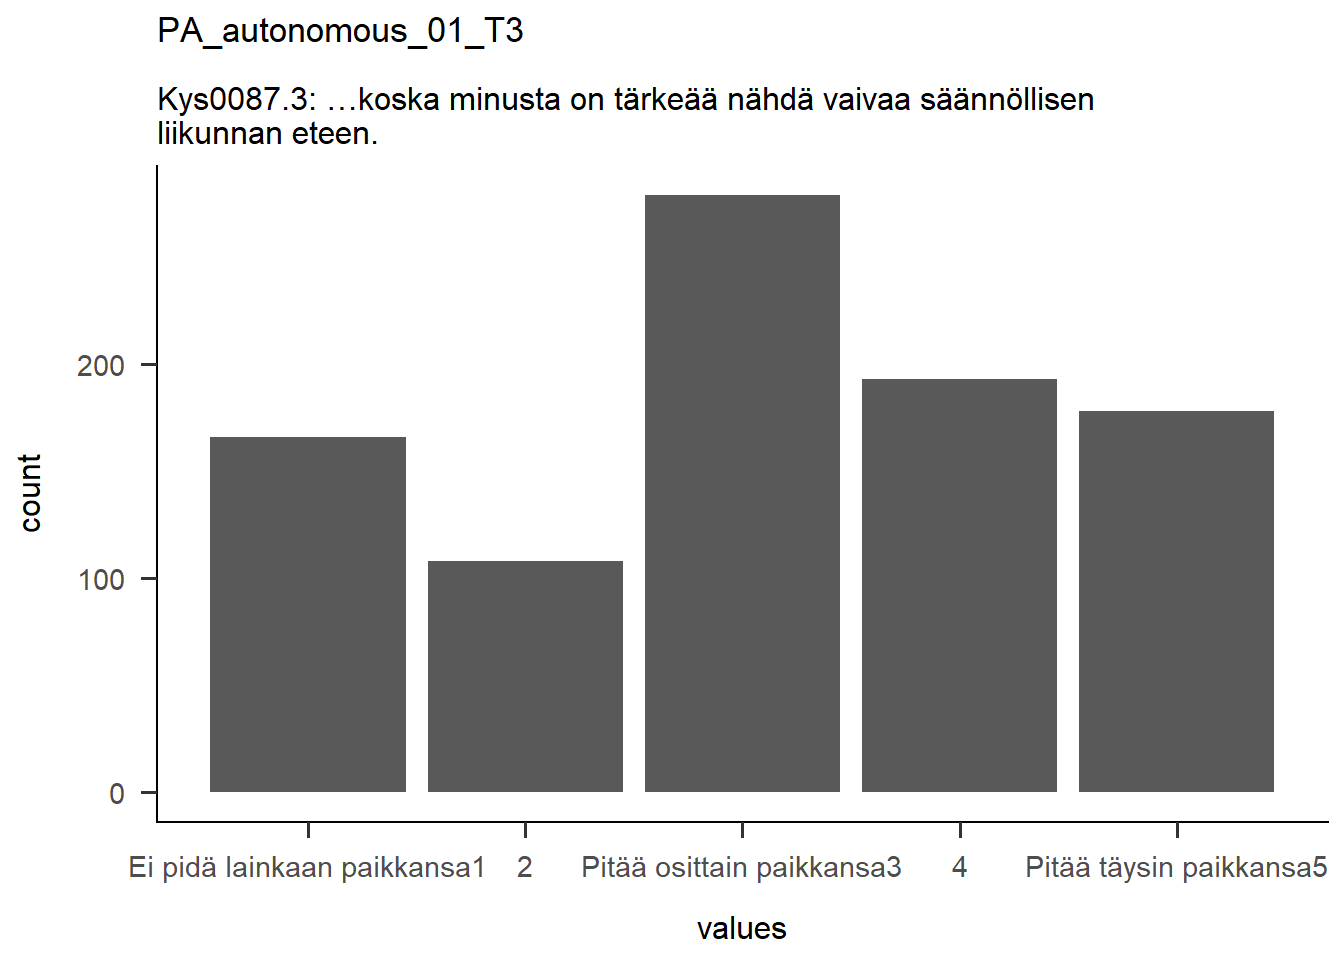 PA_autonomous_01_T3
Kys0087.3: …koska minusta on tärkeää nähdä vaivaa säännöllisen
liikunnan eteen.
200
100
0
count
Ei pidä lainkaan paikkansa1 2 Pitää osittain paikkansa3 4 Pitää täysin paikkansa5
values